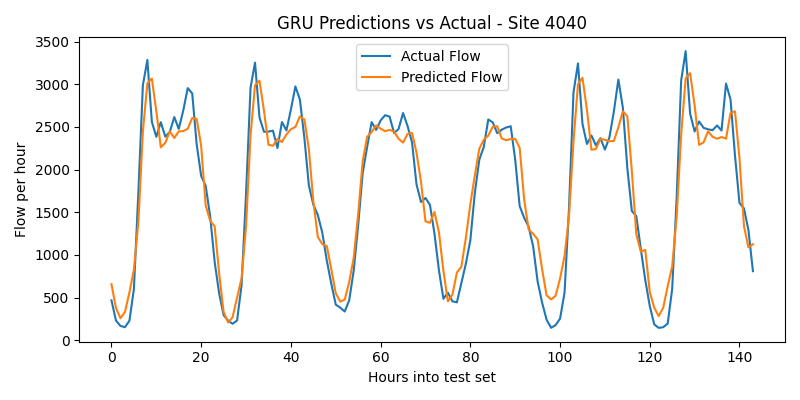 GRU Predictions vs Actual - Site 4040
Actual Flow
Predicted Flow
Flow per hour
3500
3000
2500
2000
1500
1000
500
0
0 20 40 60 80 100 120 140
Hours into test set